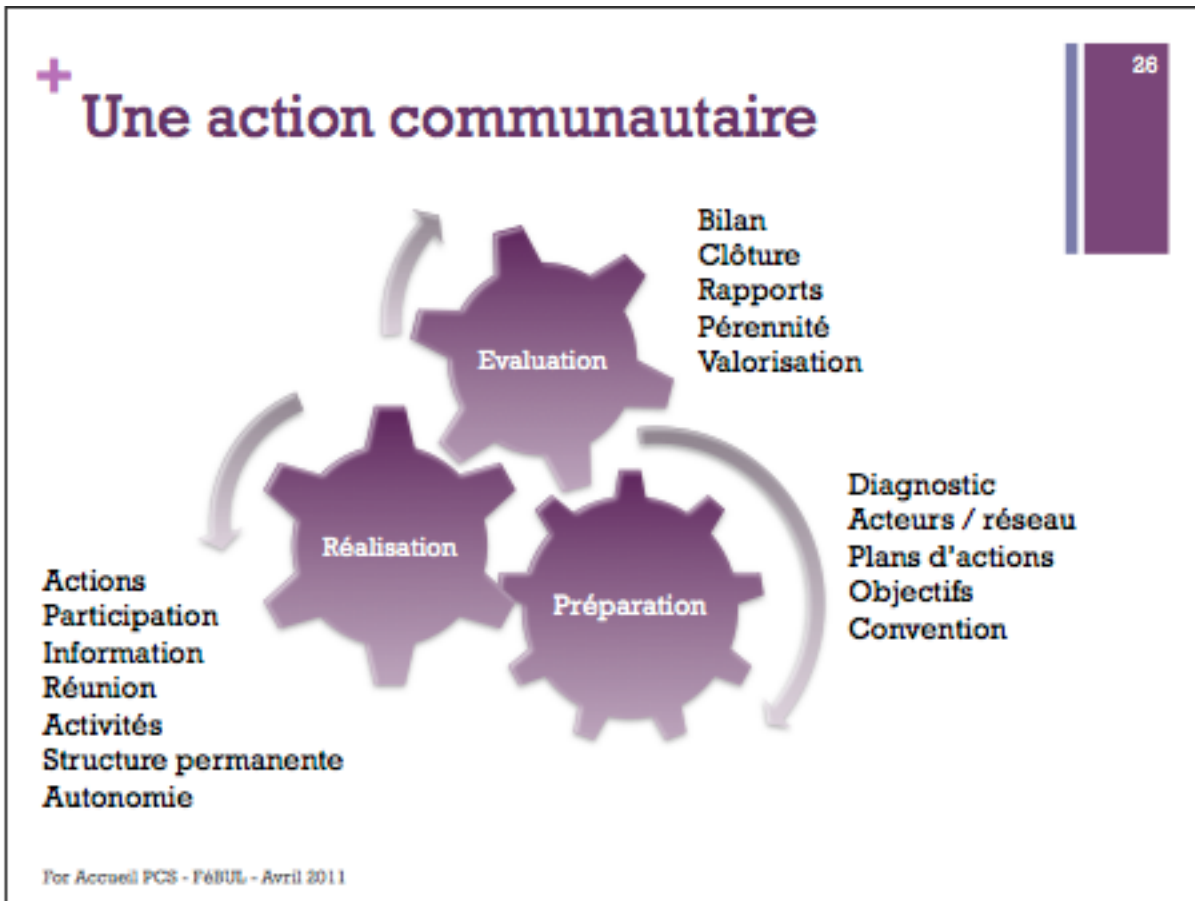 +
Une action communautaire
26
Bilan
Clôture
Rapports
Pérennité
Valorisation
Evaluation
Réalisation
Préparation
Diagnostic
Acteurs / réseau
Plans d'actions
Objectifs
Convention
Actions
Participation
Information
Réunion
Activités
Structure permanente
Autonomie
For Accueil PCS - FéBUL - Avril 2011